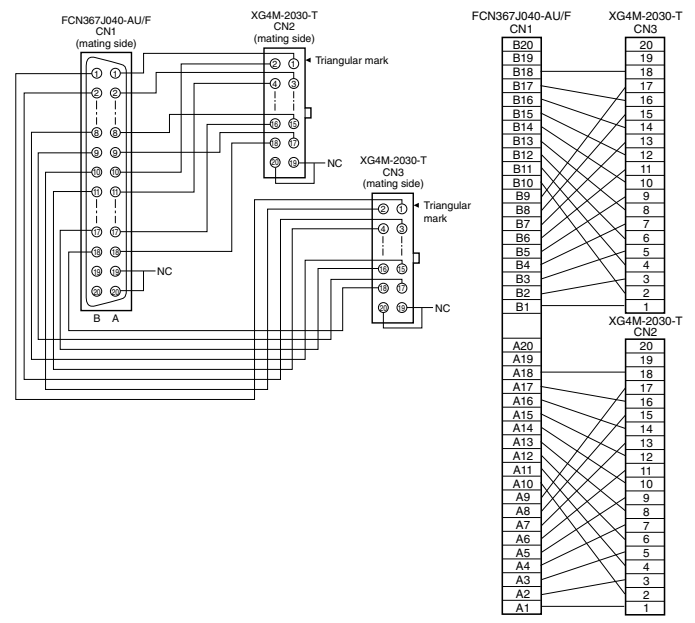 FCN367J040-AU/F
CN1
(mating side)
XG4M-2030-T
CN2
(mating side)
Triangular mark
1 1
2 2
8 8
9 9
10 10
11 11
17 17
18 18
19 19
20 20
NC
B A
2 1
4 3
16 15
18 17
20 19
NC
XG4M-2030-T
CN3
(mating side)
Triangular
mark
2 1
4 3
16 15
18 17
20 19
NC
FCN367J040-AU/F
CN1
XG4M-2030-T
CN3
B20 20
B19 19
B18 18
B17 17
B16 16
B15 15
B14 14
B13 13
B12 12
B11 11
B10 10
B9 9
B8 8
B7 7
B6 6
B5 5
B4 4
B3 3
B2 2
B1 1
XG4M-2030-T
CN2
A20 20
A19 19
A18 18
A17 17
A16 16
A15 15
A14 14
A13 13
A12 12
A11 11
A10 10
A9 9
A8 8
A7 7
A6 6
A5 5
A4 4
A3 3
A2 2
A1 1